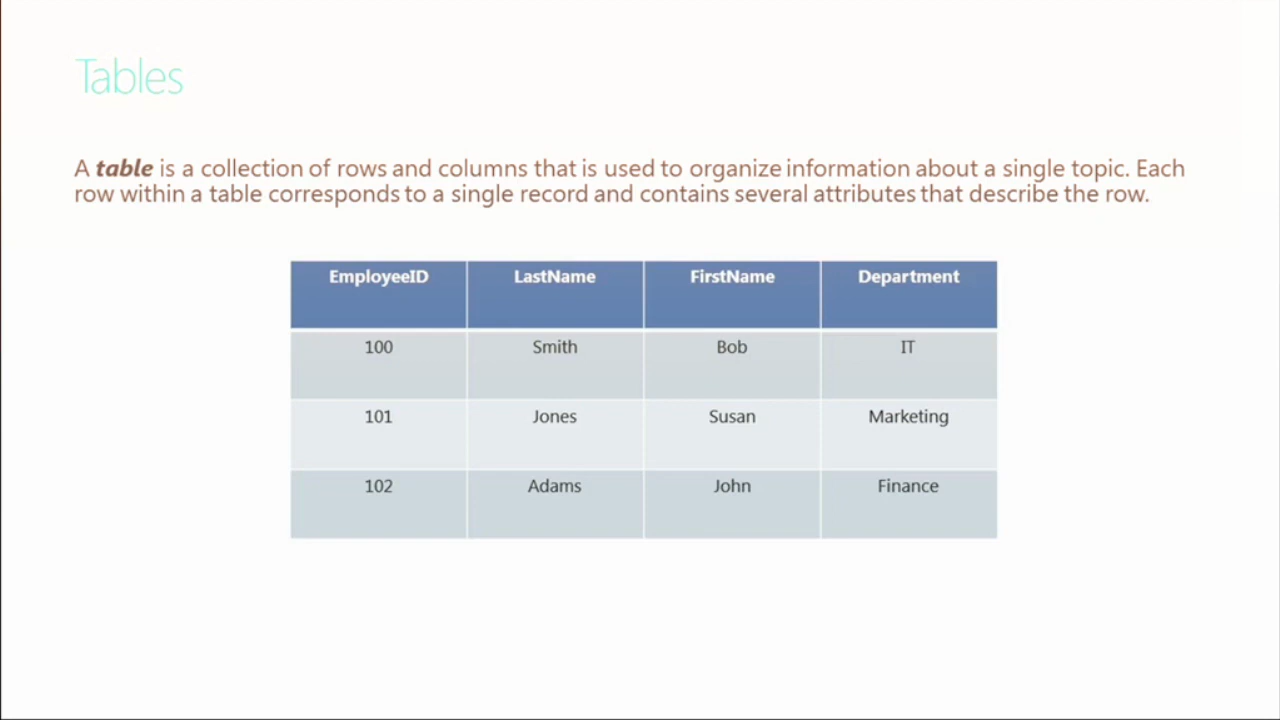 Tables
A table is a collection of rows and columns that is used to organize information about a single topic. Each
row within a table corresponds to a single record and contains several attributes that describe the row.
EmployeeID LastName FirstName Department
100 Smith Bob IT
101 Jones Susan Marketing
102 Adams John Finance